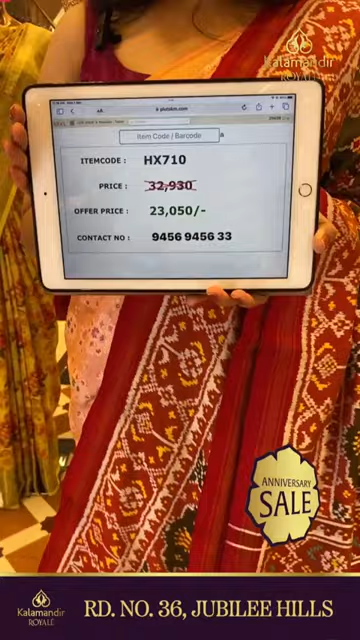 Kalamandir
ROYALE
Item Code / Barcode
ITEMCODE : HX710
PRICE : 32,930
OFFER PRICE : 23,050/-
CONTACT NO : 9456 9456 33
ANNIVERSARY
SALE
Kalamandir
ROYALE
RD. NO. 36, JUBILEE HILLS